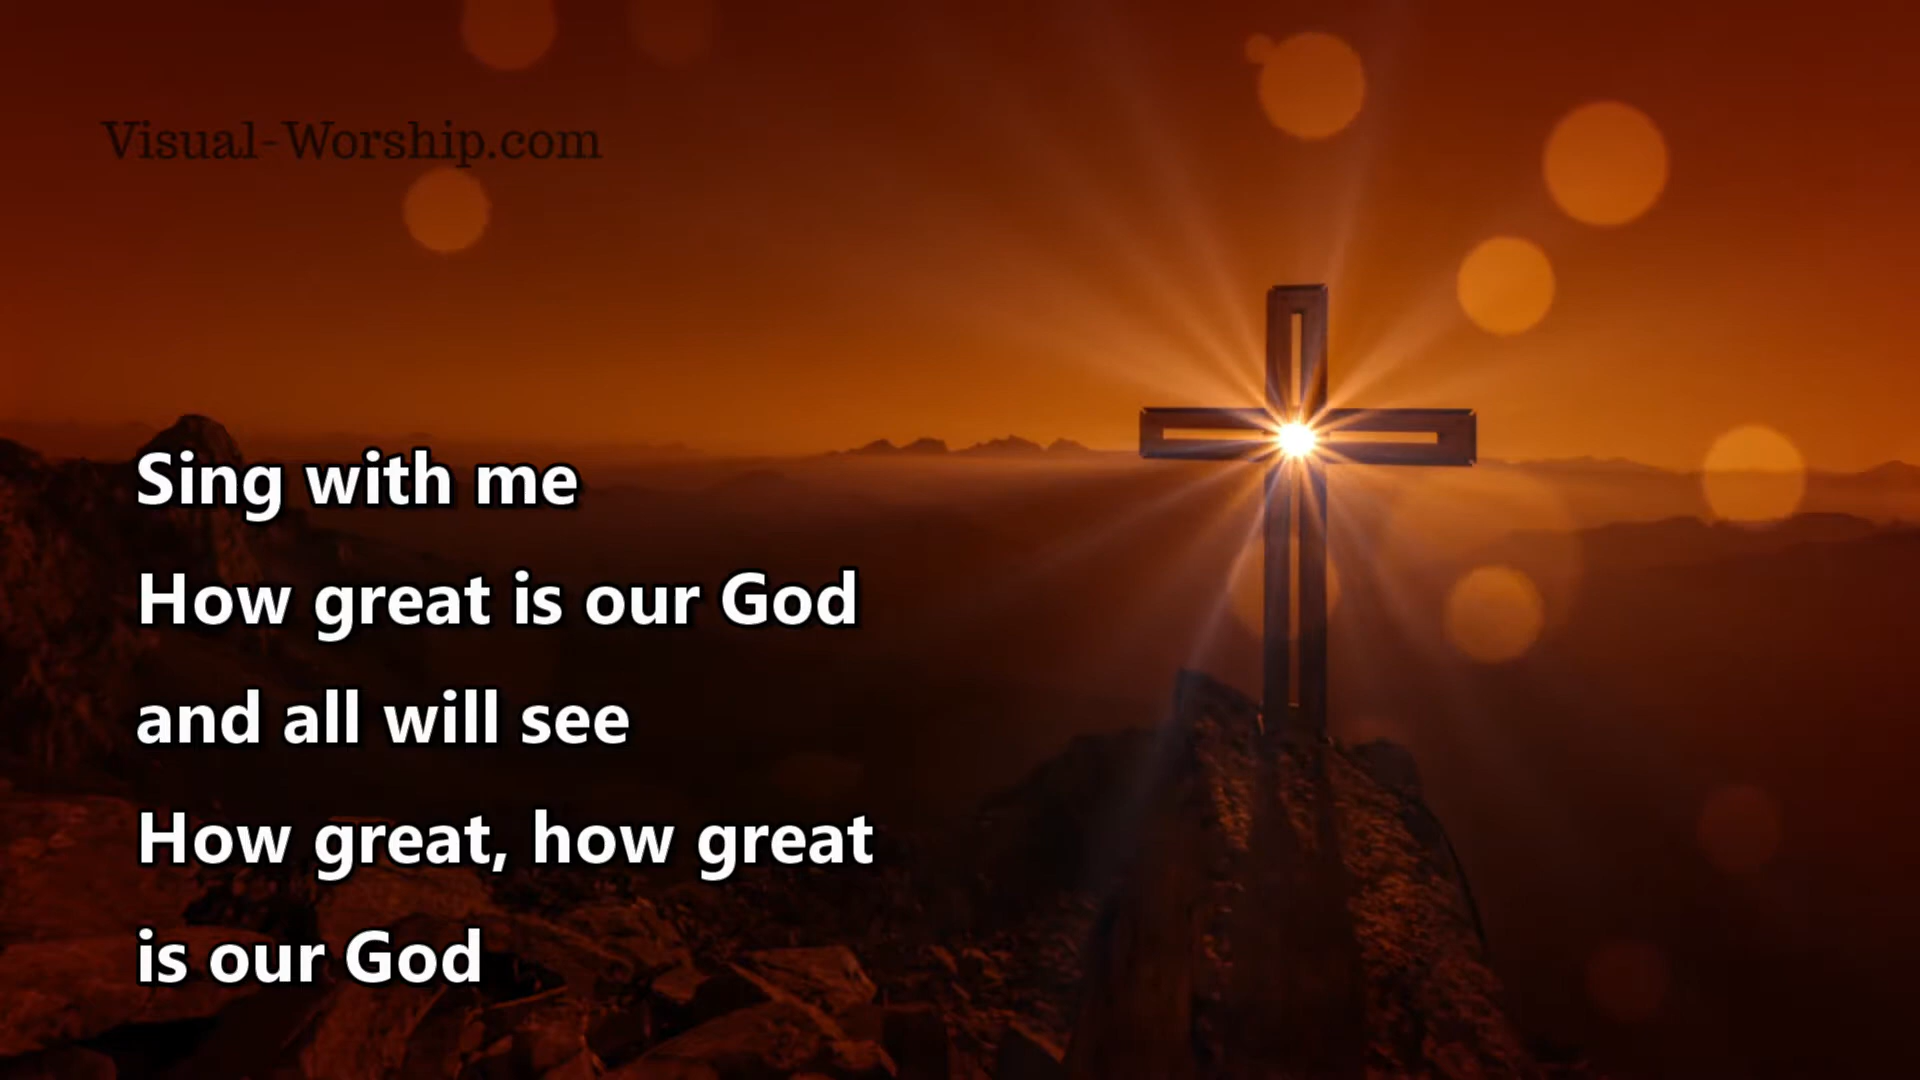 Visual-Worship.com
Sing with me
How great is our God
and all will see
How great, how great
is our God